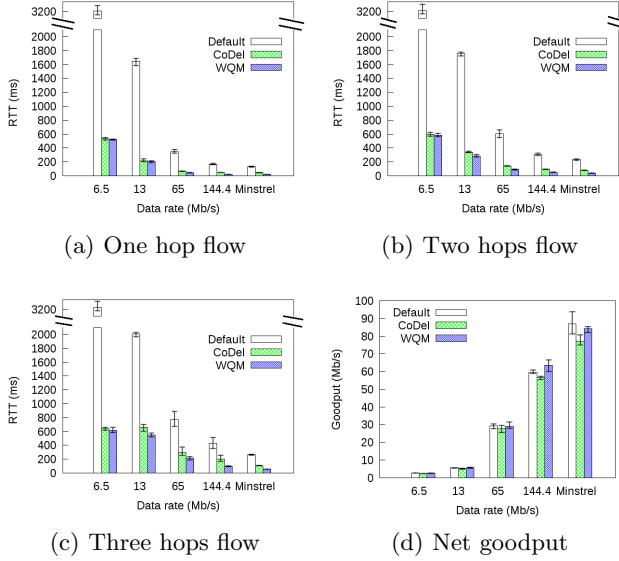 3200
2000
1800
1600
1400
1200
1000
800
600
400
200
0
RTT (ms)
Default
CoDel
WQM
6.5 13 65 144.4 Minstrel
Data rate (Mb/s)
(a) One hop flow
3200
2000
1800
1600
1400
1200
1000
800
600
400
200
0
RTT (ms)
Default
CoDel
WQM
6.5 13 65 144.4 Minstrel
Data rate (Mb/s)
(b) Two hops flow
3200
2000
1800
1600
1400
1200
1000
800
600
400
200
0
RTT (ms)
Default
CoDel
WQM
6.5 13 65 144.4 Minstrel
Data rate (Mb/s)
(c) Three hops flow
100
90
80
70
60
50
40
30
20
10
0
Goodput (Mb/s)
Default
CoDel
WQM
6.5 13 65 144.4 Minstrel
Data rate (Mb/s)
(d) Net goodput